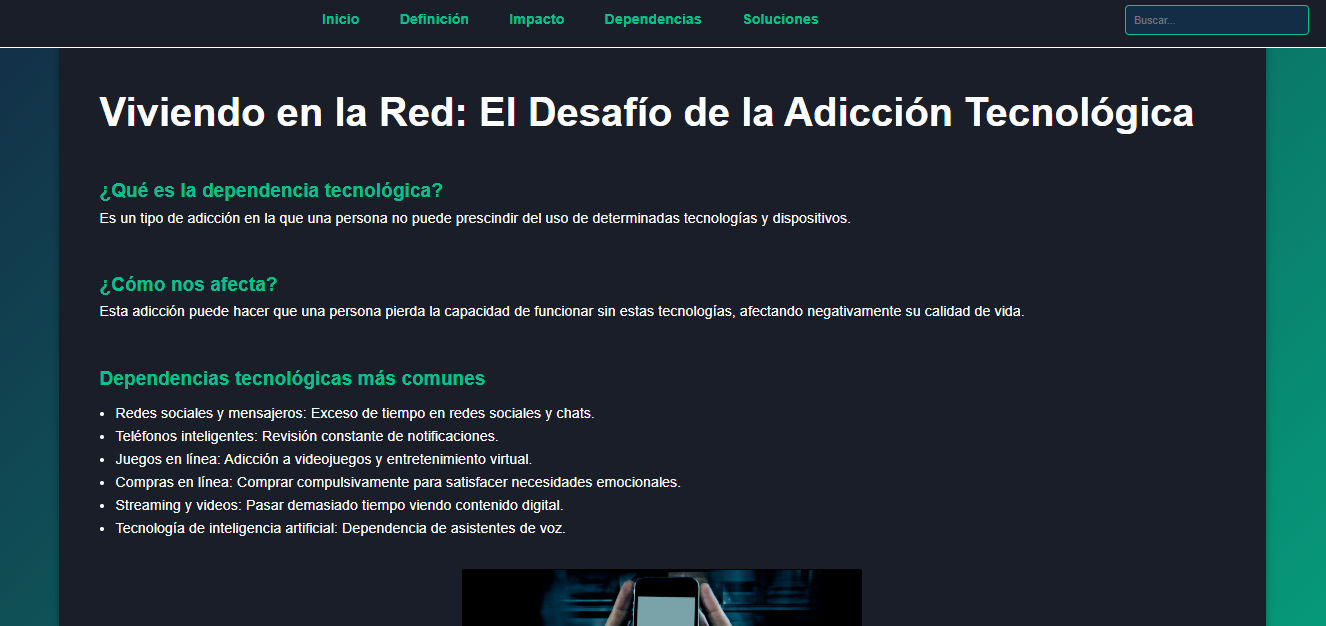 Inicio Definición Impacto Dependencias Soluciones Buscar...
Viviendo en la Red: El Desafío de la Adicción Tecnológica
¿Qué es la dependencia tecnológica?
Es un tipo de adicción en la que una persona no puede prescindir del uso de determinadas tecnologías y dispositivos.
¿Cómo nos afecta?
Esta adicción puede hacer que una persona pierda la capacidad de funcionar sin estas tecnologías, afectando negativamente su calidad de vida.
Dependencias tecnológicas más comunes
• Redes sociales y mensajeros: Exceso de tiempo en redes sociales y chats.
• Teléfonos inteligentes: Revisión constante de notificaciones.
• Juegos en línea: Adicción a videojuegos y entretenimiento virtual.
• Compras en línea: Comprar compulsivamente para satisfacer necesidades emocionales.
• Streaming y videos: Pasar demasiado tiempo viendo contenido digital.
• Tecnología de inteligencia artificial: Dependencia de asistentes de voz.